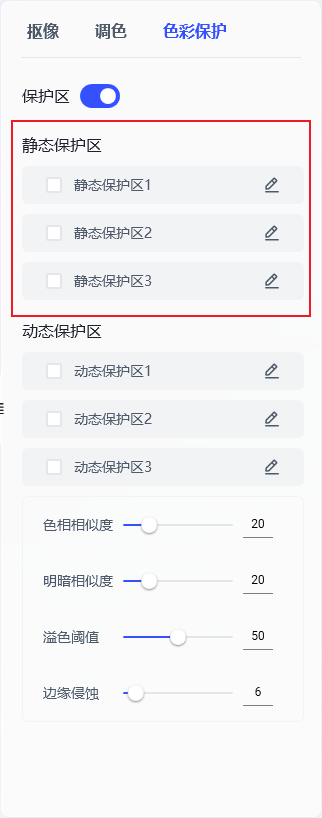 抠像 调色 色彩保护
保护区
静态保护区
静态保护区1
静态保护区2
静态保护区3
动态保护区
动态保护区1
动态保护区2
动态保护区3
色相相似度 20
明暗相似度 20
溢色阈值 50
边缘侵蚀 6